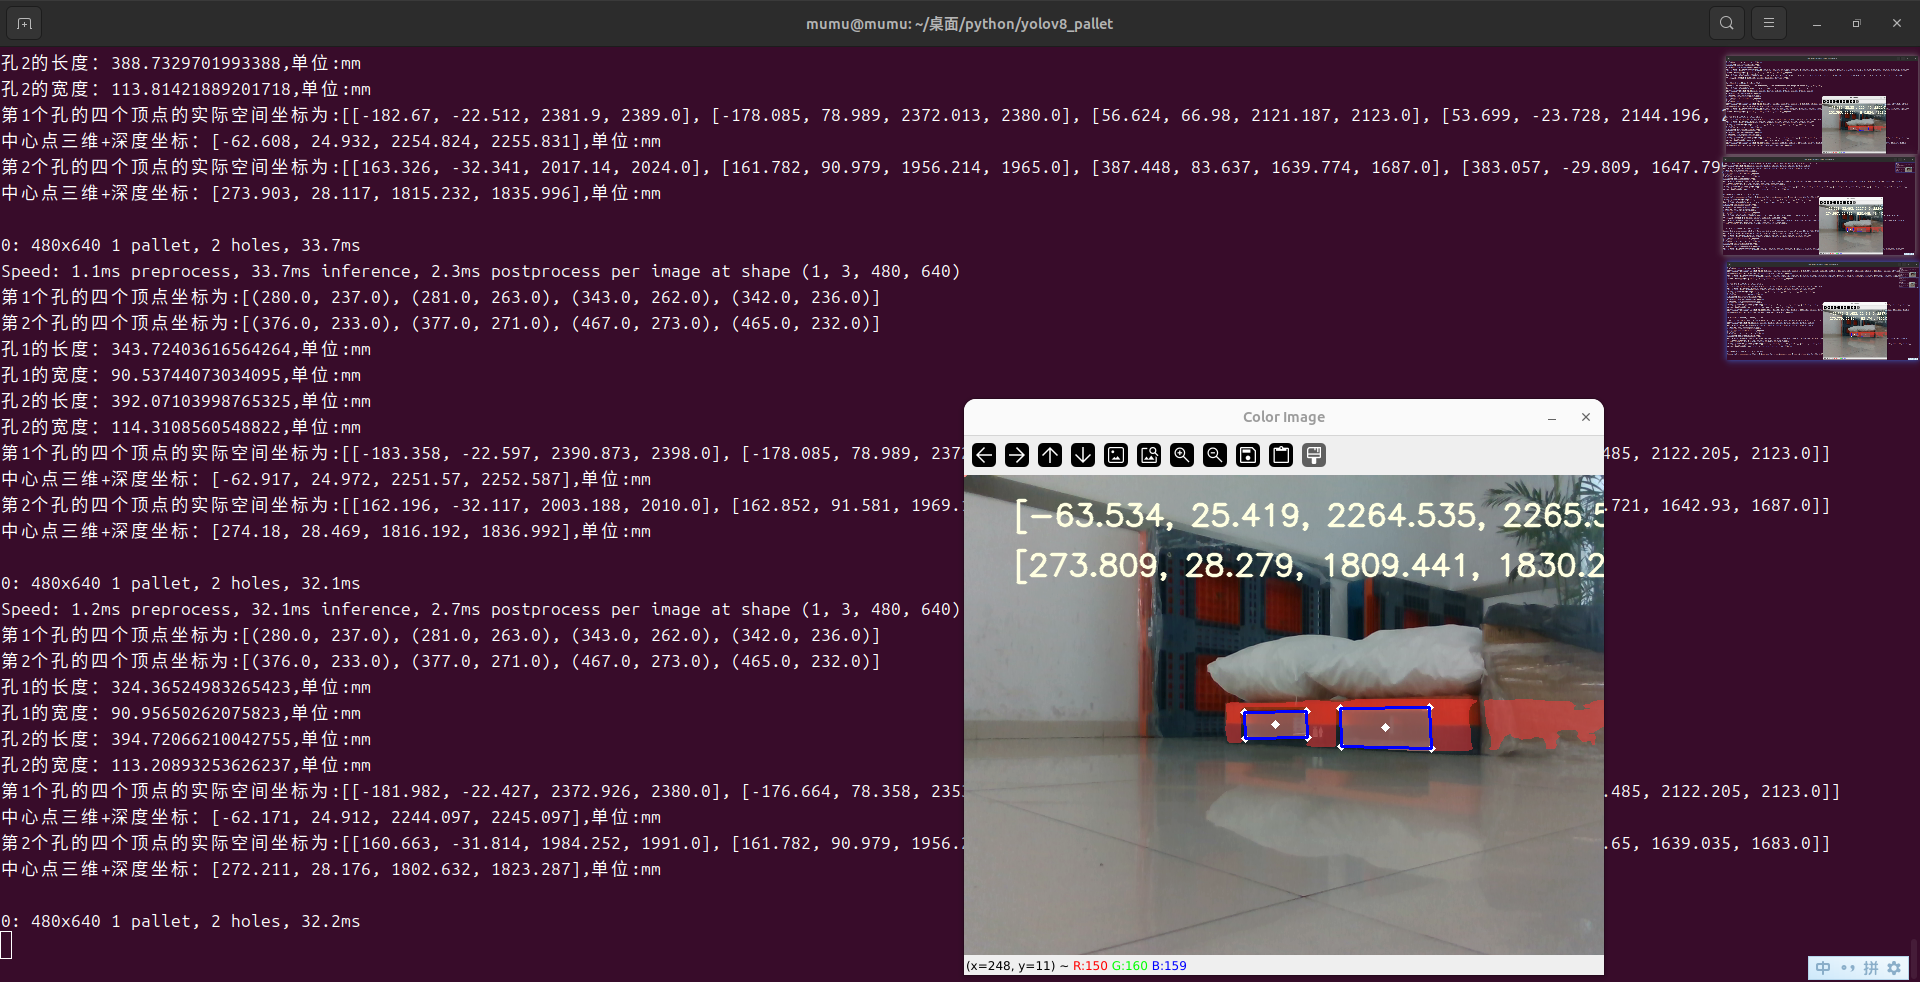 mumu@mumu: ~/桌面/python/yolov8_pallet
孔2的长度：388.7329701993388,单位:mm
孔2的宽度：113.81421889201718,单位:mm
第1个孔的四个顶点的实际空间坐标为:[[-182.67, -22.512, 2381.9, 2389.0], [-178.085, 78.989, 2372.013, 2380.0], [56.624, 66.98, 2121.187, 2123.0], [53.699, -23.728, 2144.196,
中心点三维+深度坐标：[-62.608, 24.932, 2254.824, 2255.831],单位:mm
第2个孔的四个顶点的实际空间坐标为:[[163.326, -32.341, 2017.14, 2024.0], [161.782, 90.979, 1956.214, 1965.0], [387.448, 83.637, 1639.774, 1687.0], [383.057, -29.809, 1647.79
中心点三维+深度坐标：[273.903, 28.117, 1815.232, 1835.996],单位:mm
0: 480x640 1 pallet, 2 holes, 33.7ms
Speed: 1.1ms preprocess, 33.7ms inference, 2.3ms postprocess per image at shape (1, 3, 480, 640)
第1个孔的四个顶点坐标为:[(280.0, 237.0), (281.0, 263.0), (343.0, 262.0), (342.0, 236.0)]
第2个孔的四个顶点坐标为:[(376.0, 233.0), (377.0, 271.0), (467.0, 273.0), (465.0, 232.0)]
孔1的长度：343.72403616564264,单位:mm
孔1的宽度：90.53744073034095,单位:mm
孔2的长度：392.07103998765325,单位:mm
孔2的宽度：114.3108560548822,单位:mm
第1个孔的四个顶点的实际空间坐标为:[[-183.358, -22.597, 2390.873, 2398.0], [-178.085, 78.989, 237 485, 2122.205, 2123.0]]
中心点三维+深度坐标：[-62.917, 24.972, 2251.57, 2252.587],单位:mm
第2个孔的四个顶点的实际空间坐标为:[[162.196, -32.117, 2003.188, 2010.0], [162.852, 91.581, 1969. .721, 1642.93, 1687.0]]
中心点三维+深度坐标：[274.18, 28.469, 1816.192, 1836.992],单位:mm
0: 480x640 1 pallet, 2 holes, 32.1ms
Speed: 1.2ms preprocess, 32.1ms inference, 2.7ms postprocess per image at shape (1, 3, 480, 640)
第1个孔的四个顶点坐标为:[(280.0, 237.0), (281.0, 263.0), (343.0, 262.0), (342.0, 236.0)]
第2个孔的四个顶点坐标为:[(376.0, 233.0), (377.0, 271.0), (467.0, 273.0), (465.0, 232.0)]
孔1的长度：324.36524983265423,单位:mm
孔1的宽度：90.95650262075823,单位:mm
孔2的长度：394.72066210042755,单位:mm
孔2的宽度：113.20893253626237,单位:mm
第1个孔的四个顶点的实际空间坐标为:[[-181.982, -22.427, 2372.926, 2380.0], [-176.664, 78.358, 235 .485, 2122.205, 2123.0]]
中心点三维+深度坐标：[-62.171, 24.912, 2244.097, 2245.097],单位:mm
第2个孔的四个顶点的实际空间坐标为:[[160.663, -31.814, 1984.252, 1991.0], [161.782, 90.979, 1956. .65, 1639.035, 1683.0]]
中心点三维+深度坐标：[272.211, 28.176, 1802.632, 1823.287],单位:mm
0: 480x640 1 pallet, 2 holes, 32.2ms
Color Image
[-63.534, 25.419, 2264.535, 2265.5
[273.809, 28.279, 1809.441, 1830.2
(x=248, y=11) ~ R:150 G:160 B:159
中 拼